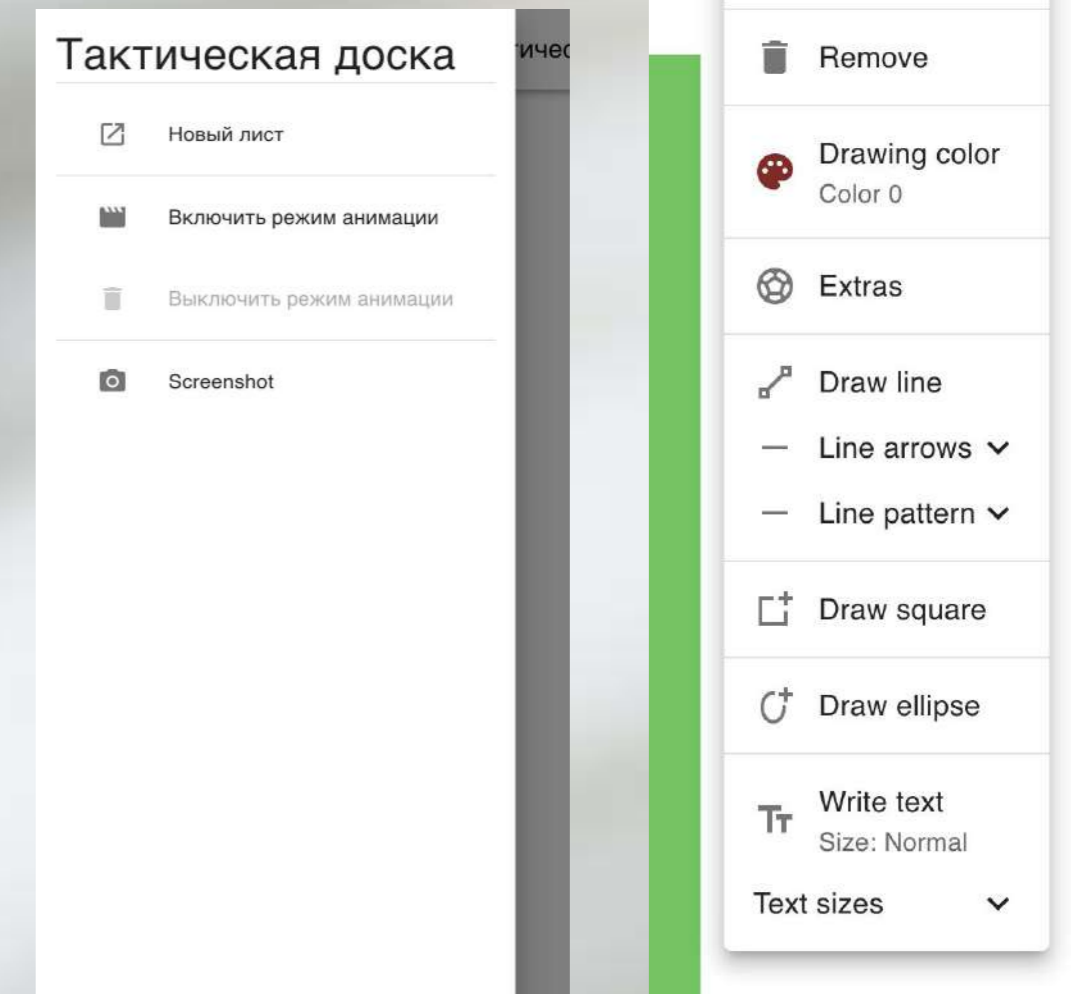 Тактическая доска
Новый лист
Включить режим анимации
Выключить режим анимации
Screenshot
Remove
Drawing color
Color 0
Extras
Draw line
Line arrows
Line pattern
Draw square
Draw ellipse
Write text
Size: Normal
Text sizes